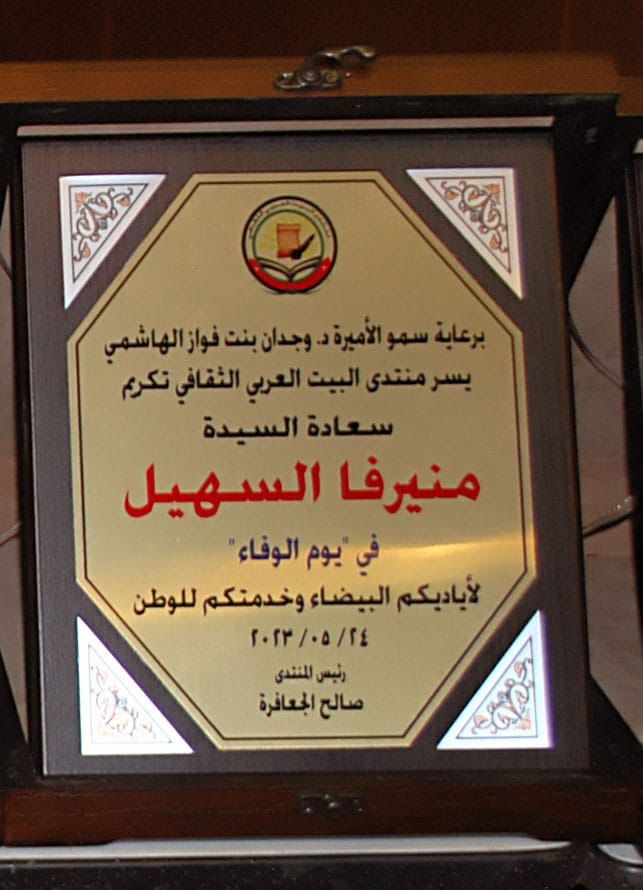 برعاية سمو الأميرة د. وجدان بنت فواز الهاشمي
يسر منتدى البيت العربي الثقافي تكريم
سعادة السيدة
منيرفا السهيل
في "يوم الوفاء"
لأياديكم البيضاء وخدمتكم للوطن
٢٤ /٠٥ /٢٠٢٣
رئيس المنتدى
صالح الجعافرة